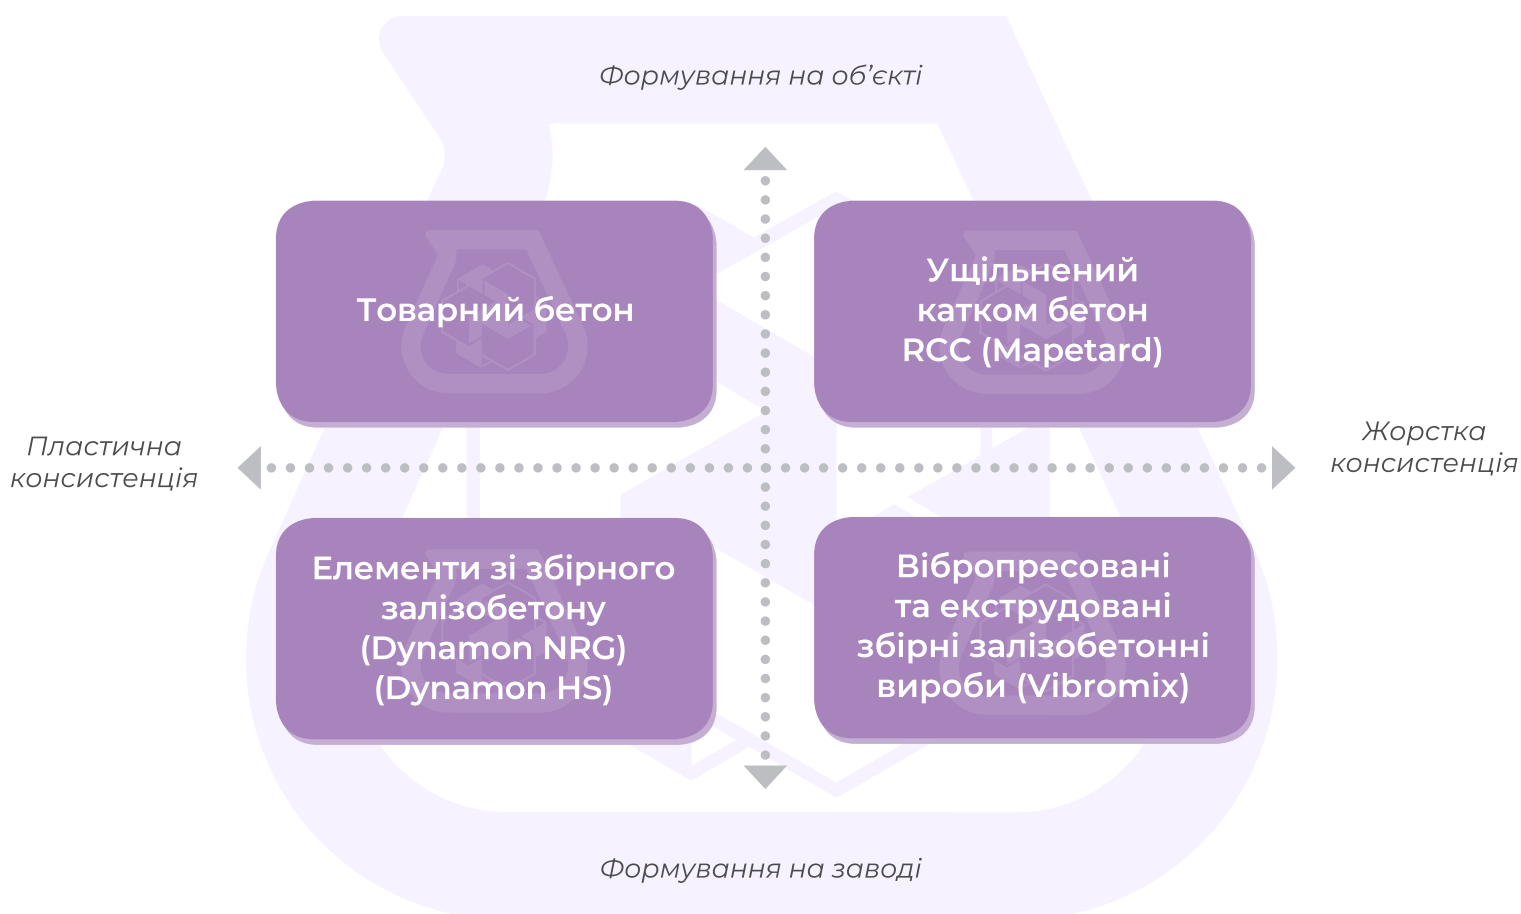 Формування на об’єкті
Товарний бетон
Ущільнений
катком бетон
RCC (Mapetard)
Пластична
консистенція
Жорстка
консистенція
Елементи зі збірного
залізобетону
(Dynamon NRG)
(Dynamon HS)
Вібропресовані
та екструдовані
збірні залізобетонні
вироби (Vibromix)
Формування на заводі